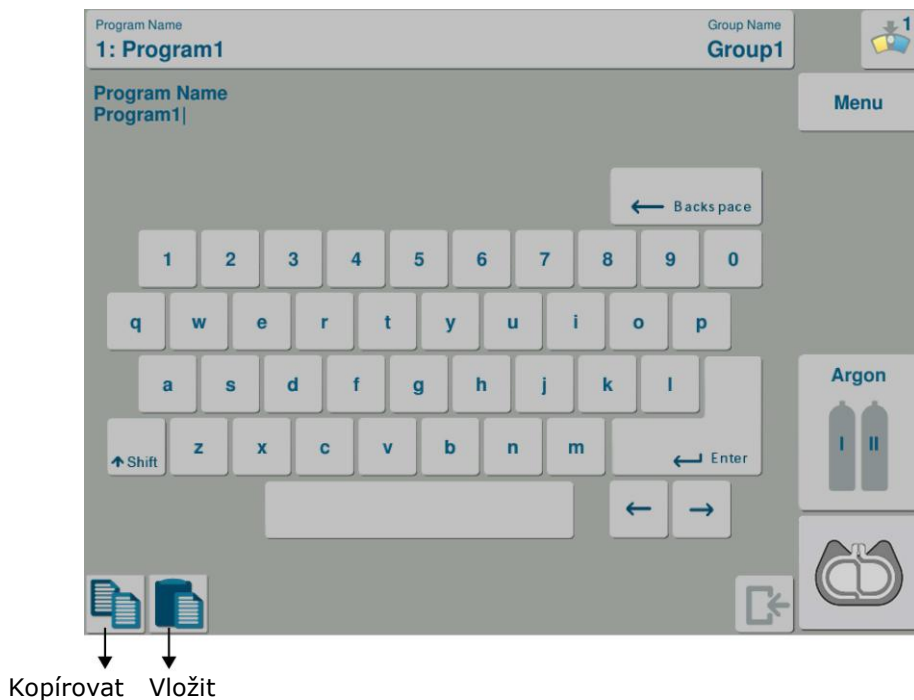 Program Name
1: Program1
Group Name
Group1
1
Program Name
Program1
Menu
← Backspace
1 2 3 4 5 6 7 8 9 0
q w e r t y u i o p
a s d f g h j k l
↑ Shift z x c v b n m ↵ Enter
← →
Argon
I II
Kopírovat Vložit